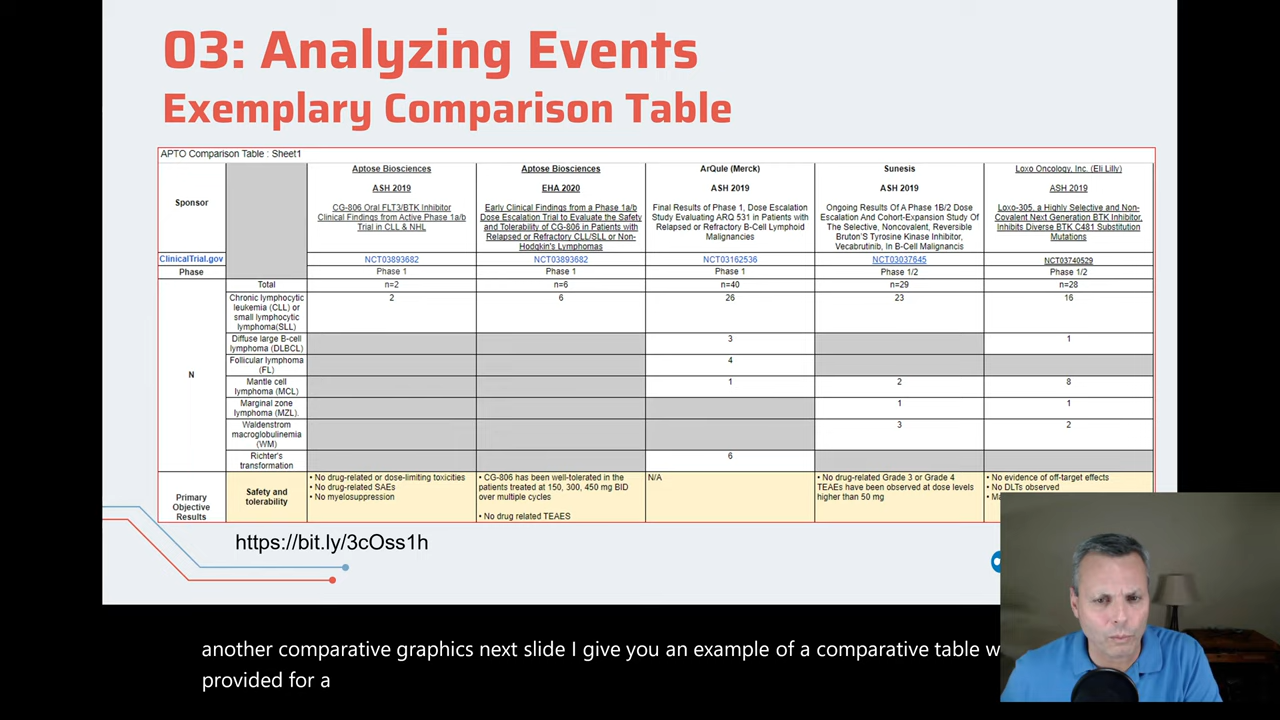 03: Analyzing Events
Exemplary Comparison Table
APTO Comparison Table : Sheet1
Sponsor
Aptose Biosciences
ASH 2019
CG-806 Oral FLT3/BTK Inhibitor
Clinical Findings from Active Phase 1a/b
Trial in CLL & NHL
Aptose Biosciences
EHA 2020
Early Clinical Findings from a Phase 1a/b
Dose Escalation Trial to Evaluate the Safety
and Tolerability of CG-806 in Patients with
Relapsed or Refractory CLL/SLL or Non-
Hodgkin's Lymphomas
ArQule (Merck)
ASH 2019
Final Results of Phase 1, Dose Escalation
Study Evaluating ARQ 531 in Patients with
Relapsed or Refractory B-Cell Lymphoid
Malignancies
Sunesis
ASH 2019
Ongoing Results Of A Phase 1B/2 Dose
Escalation And Cohort-Expansion Study Of
The Selective, Noncovalent, Reversible
Bruton'S Tyrosine Kinase Inhibitor,
Vecabrutinib, In B-Cell Malignancis
Loxo Oncology, Inc. (Eli Lilly)
ASH 2019
Loxo-305, a Highly Selective and Non-
Covalent Next Generation BTK Inhibitor,
Inhibits Diverse BTK C481 Substitution
Mutations
ClinicalTrial.gov
NCT03893682
NCT03893682
NCT03162536
NCT03037645
NCT03740529
Phase
Phase 1
Phase 1
Phase 1
Phase 1/2
Phase 1/2
N
Total
n=2
n=6
n=40
n=29
n=28
Chronic lymphocytic
leukemia (CLL) or
small lymphocytic
lymphoma(SLL)
2
6
26
23
16
Diffuse large B-cell
lymphoma (DLBCL)
3
1
Follicular lymphoma
(FL)
4
Mantle cell
lymphoma (MCL)
1
2
8
Marginal zone
lymphoma (MZL).
1
1
Waldenstrom
macroglobulinemia
(WM)
3
2
Richter's
transformation
6
Primary
Objective
Results
Safety and
tolerability
• No drug-related or dose-limiting toxicities
• No drug-related SAEs
• No myelosuppression
• CG-806 has been well-tolerated in the
patients treated at 150, 300, 450 mg BID
over multiple cycles
• No drug related TEAES
N/A
• No drug-related Grade 3 or Grade 4
TEAEs have been observed at dose levels
higher than 50 mg
• No evidence of off-target effects
• No DLTs observed
https://bit.ly/3cOss1h
another comparative graphics next slide I give you an example of a comparative table
provided for a